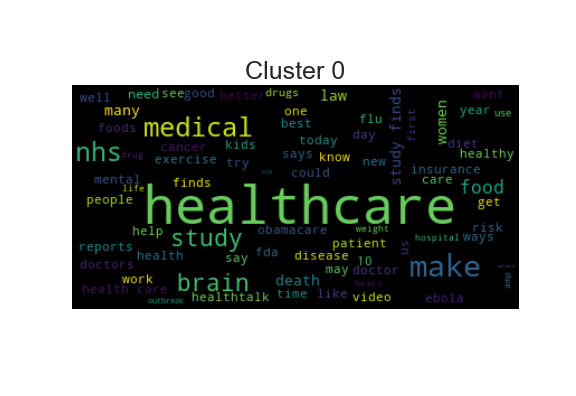 Cluster 0
well need see good better drugs law want
many one study finds women first year use
foods medical best flu
nhs drug cancer kids today day diet
exercise try says know new insurance healthy
mental could care food
life finds get
people healthcare
help obamacare weight risk
study patient hospital ways
reports health say fda disease us
doctors may 10 doctor make
work brain death heart amp
health care healthtalk time like video ebola
outbreak